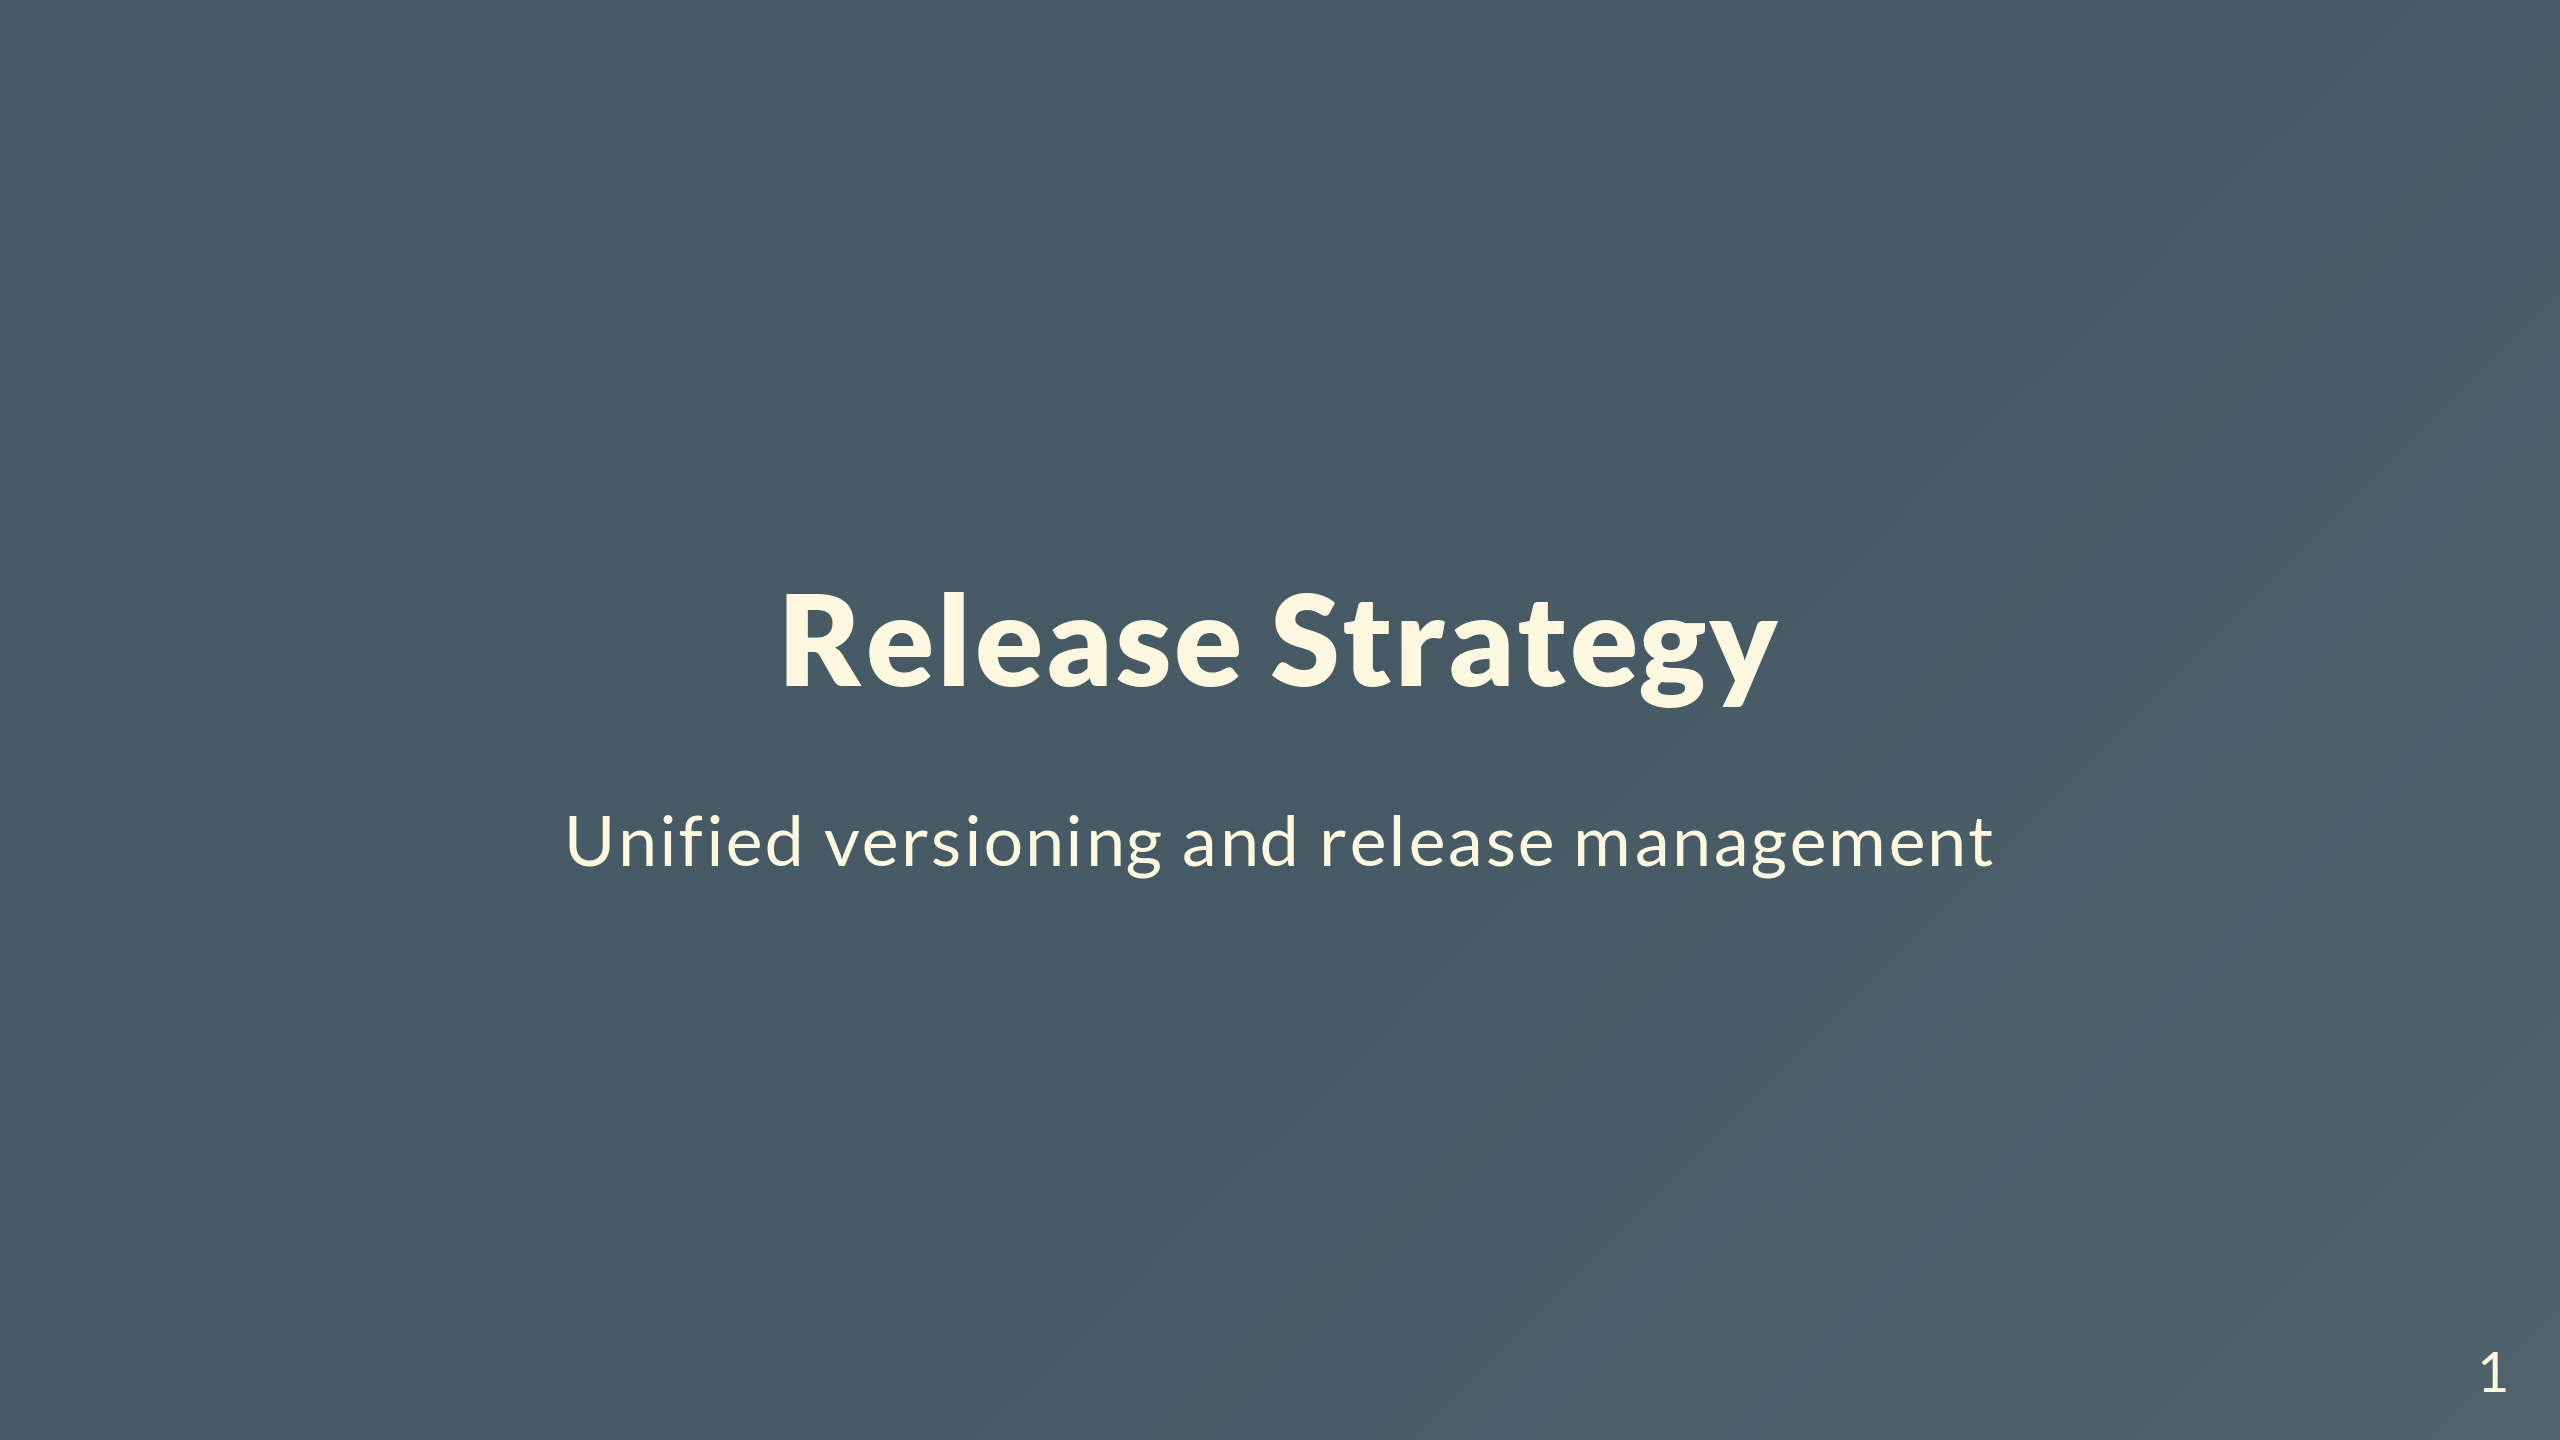 Release Strategy
Unified versioning and release management
1